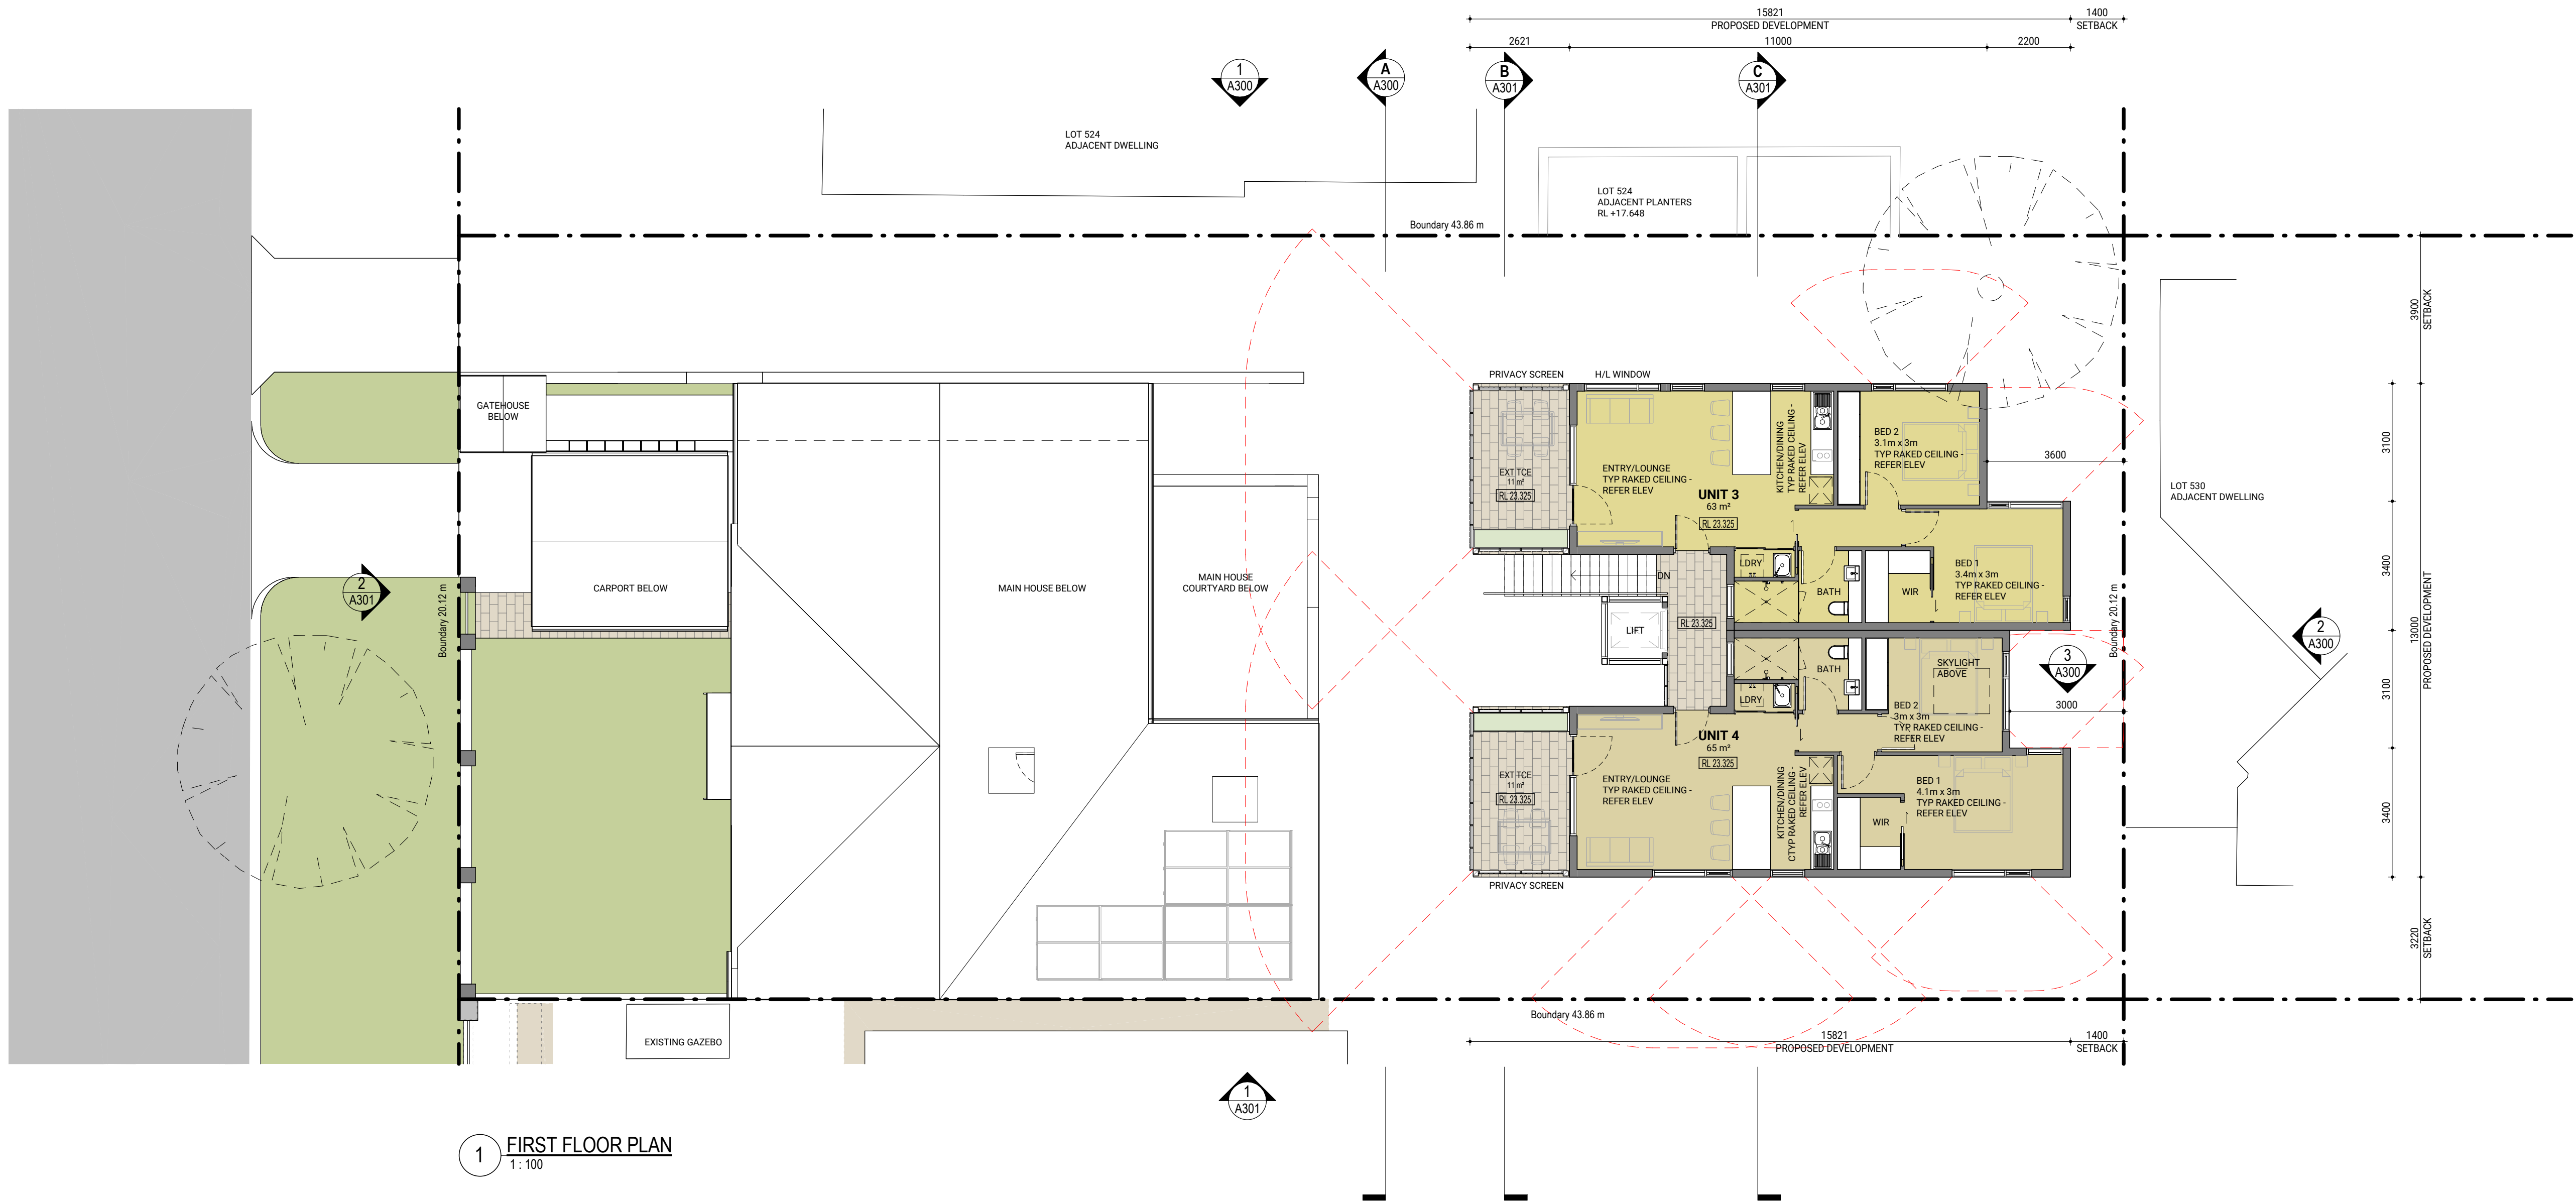 15821
1400
PROPOSED DEVELOPMENT
SETBACK
2621
11000
2200
1
A300
A
A300
B
A301
C
A301
LOT 524
ADJACENT DWELLING
LOT 524
ADJACENT PLANTERS
RL +17.648
Boundary 43.86 m
3900
SETBACK
PRIVACY SCREEN
H/L WINDOW
GATEHOUSE
BELOW
KITCHEN/DINING
TYP RAKED CEILING -
REFER ELEV
BED 2
3.1m x 3m
TYP RAKED CEILING -
REFER ELEV
3100
3600
EXT TCE
11 m²
RL 23.325
ENTRY/LOUNGE
TYP RAKED CEILING -
REFER ELEV
UNIT 3
63 m²
RL 23.325
LOT 530
ADJACENT DWELLING
2
A301
Boundary 20.12 m
CARPORT BELOW
MAIN HOUSE BELOW
MAIN HOUSE
COURTYARD BELOW
DN
LDRY
BATH
WIR
BED 1
3.4m x 3m
TYP RAKED CEILING -
REFER ELEV
3400
LIFT
RL 23.325
Boundary 20.12 m
2
A300
13000
PROPOSED DEVELOPMENT
LDRY
BATH
SKYLIGHT
ABOVE
BED 2
3m x 3m
TYP RAKED CEILING -
REFER ELEV
3
A300
3000
3100
UNIT 4
65 m²
RL 23.325
EXT TCE
11 m²
RL 23.325
ENTRY/LOUNGE
TYP RAKED CEILING -
REFER ELEV
KITCHEN/DINING
CTYP RAKED CEILING -
REFER ELEV
WIR
BED 1
4.1m x 3m
TYP RAKED CEILING -
REFER ELEV
3400
PRIVACY SCREEN
3220
SETBACK
Boundary 43.86 m
EXISTING GAZEBO
15821
1400
PROPOSED DEVELOPMENT
SETBACK
1
A301
1
FIRST FLOOR PLAN
1 : 100